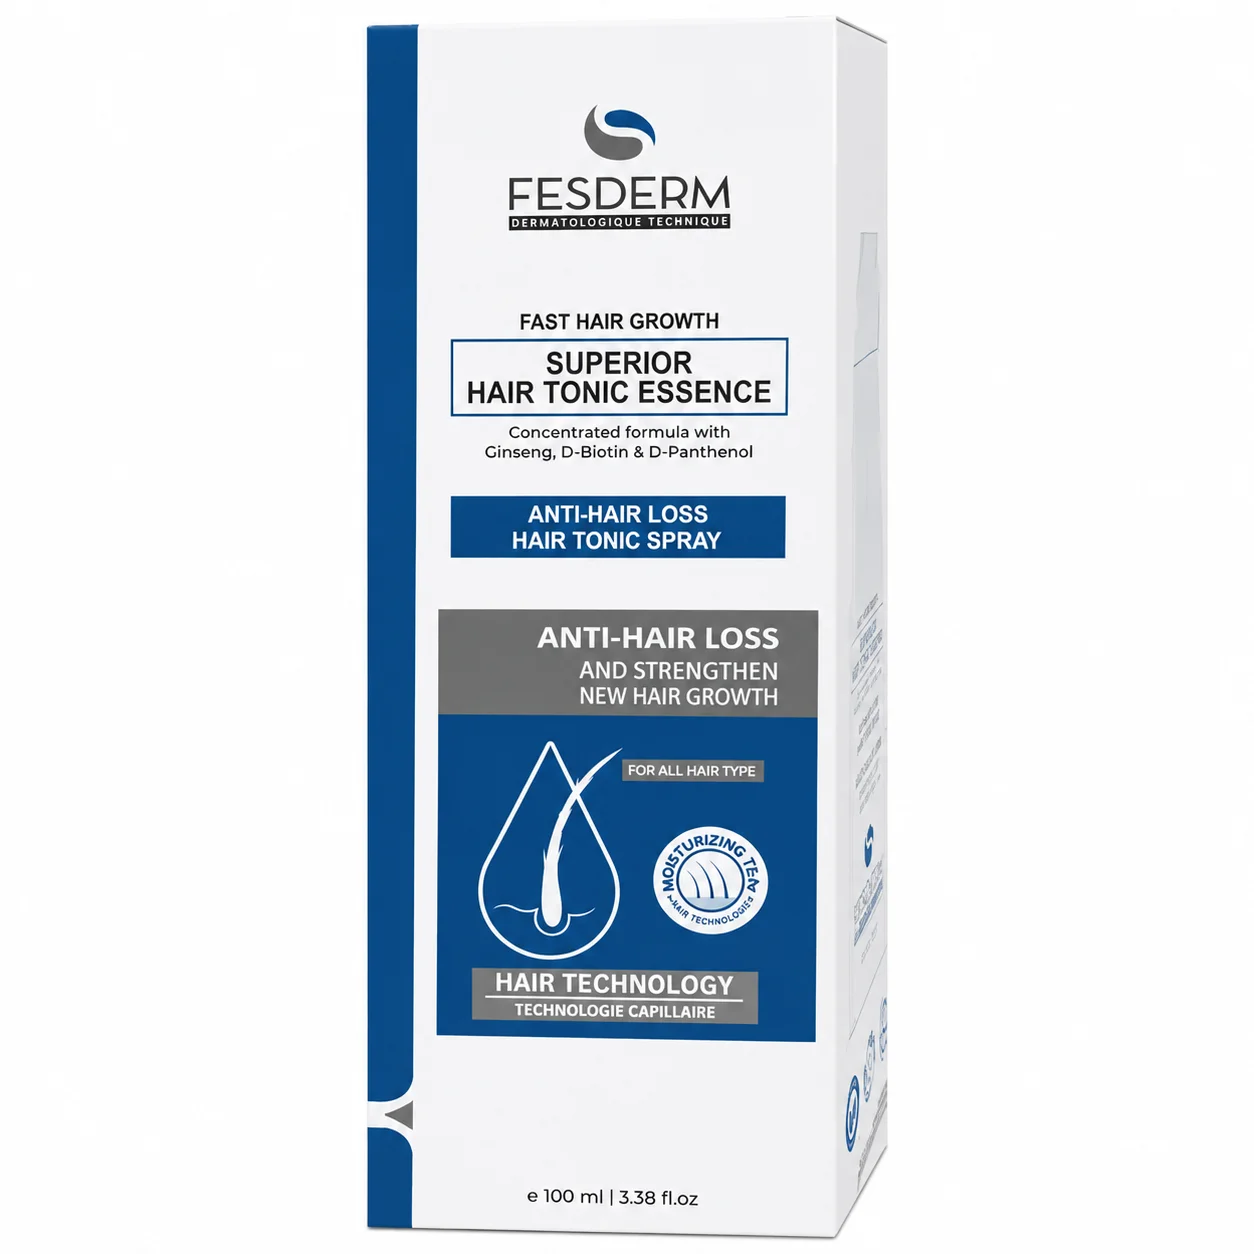 FESDERM
DERMATOLOGIQUE TECHNIQUE
FAST HAIR GROWTH
SUPERIOR
HAIR TONIC ESSENCE
Concentrated formula with
Ginseng, D-Biotin & D-Panthenol
ANTI-HAIR LOSS
HAIR TONIC SPRAY
ANTI-HAIR LOSS
AND STRENGTHEN
NEW HAIR GROWTH
FOR ALL HAIR TYPE
MOISTURIZING
HAIR TECHNOLOGIES
HAIR TECHNOLOGY
TECHNOLOGIE CAPILLAIRE
e 100 ml | 3.38 fl.oz